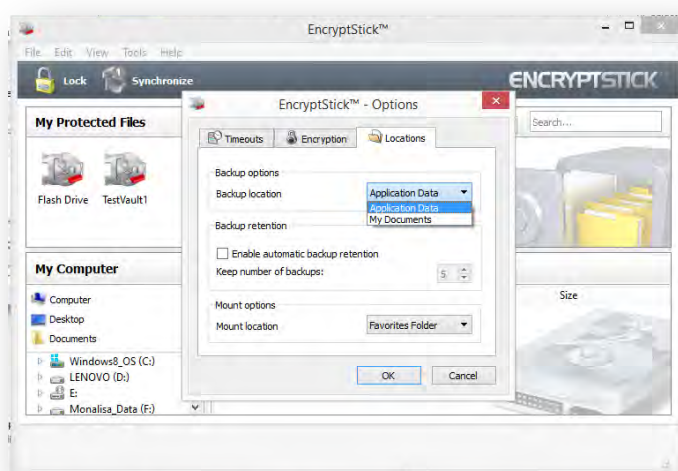 EncryptStick™
File Edit View Tools Help
Lock Synchronize
ENCRYPTSTICK
My Protected Files
Search...
Flash Drive TestVault1
My Computer
Computer
Desktop
Documents
Windows8_OS (C:)
LENOVO (D:)
E:
Monalisa_Data (F:)
Size
EncryptStick™ - Options
Timeouts Encryption Locations
Backup options
Backup location Application Data
Application Data
My Documents
Backup retention
Enable automatic backup retention
Keep number of backups: 5
Mount options
Mount location Favorites Folder
OK Cancel